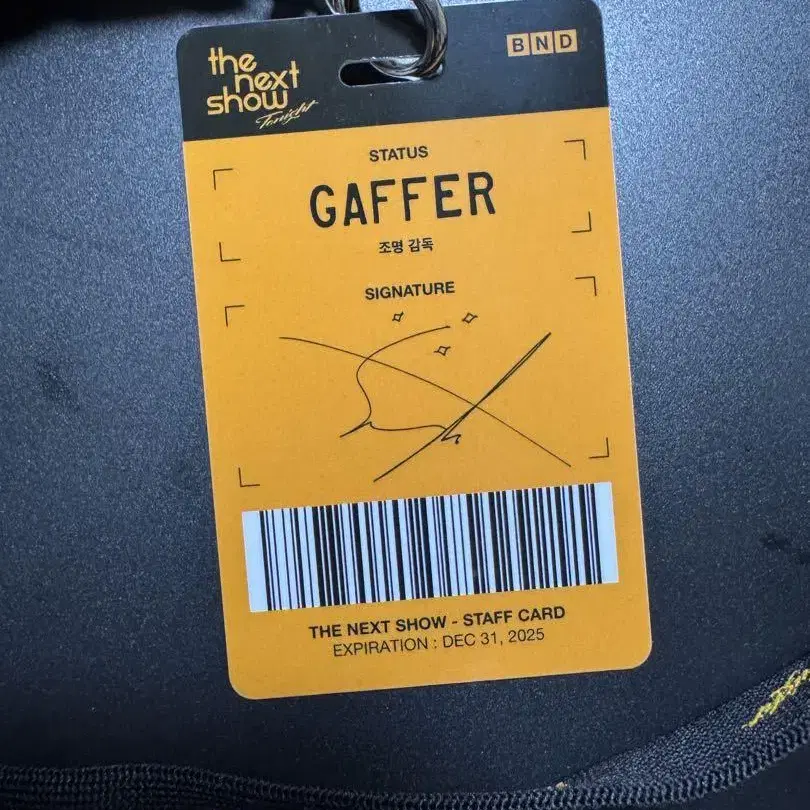 the
next
show
Tonight
BND
STATUS
GAFFER
조명 감독
SIGNATURE
THE NEXT SHOW - STAFF CARD
EXPIRATION : DEC 31, 2025